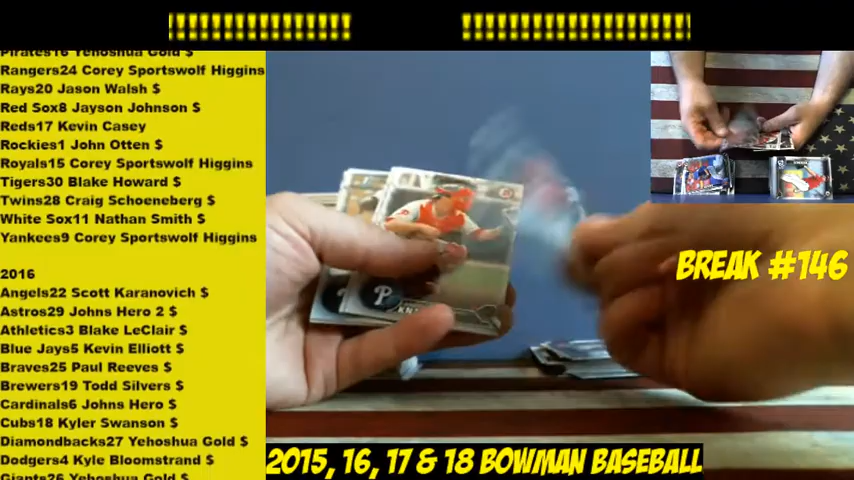 !!!!!!!!!!!!!!!!!!!!!!!!
!!!!!!!!!!!!!!!!!!!!!!!!
Pirates16 Yehoshua Gold $
Rangers24 Corey Sportswolf Higgins
Rays20 Jason Walsh $
Red Sox8 Jayson Johnson $
Reds17 Kevin Casey
Rockies1 John Otten $
Royals15 Corey Sportswolf Higgins
Tigers30 Blake Howard $
Twins28 Craig Schoeneberg $
White Sox11 Nathan Smith $
Yankees9 Corey Sportswolf Higgins
2016
Angels22 Scott Karanovich $
Astros29 Johns Hero 2 $
Athletics3 Blake LeClair $
Blue Jays5 Kevin Elliott $
Braves25 Paul Reeves $
Brewers19 Todd Silvers $
Cardinals6 Johns Hero $
Cubs18 Kyler Swanson $
Diamondbacks27 Yehoshua Gold $
Dodgers4 Kyle Bloomstrand $
Giants26 Yehoshua Gold $
P
BREAK #146
2015, 16, 17 & 18 BOWMAN BASEBALL